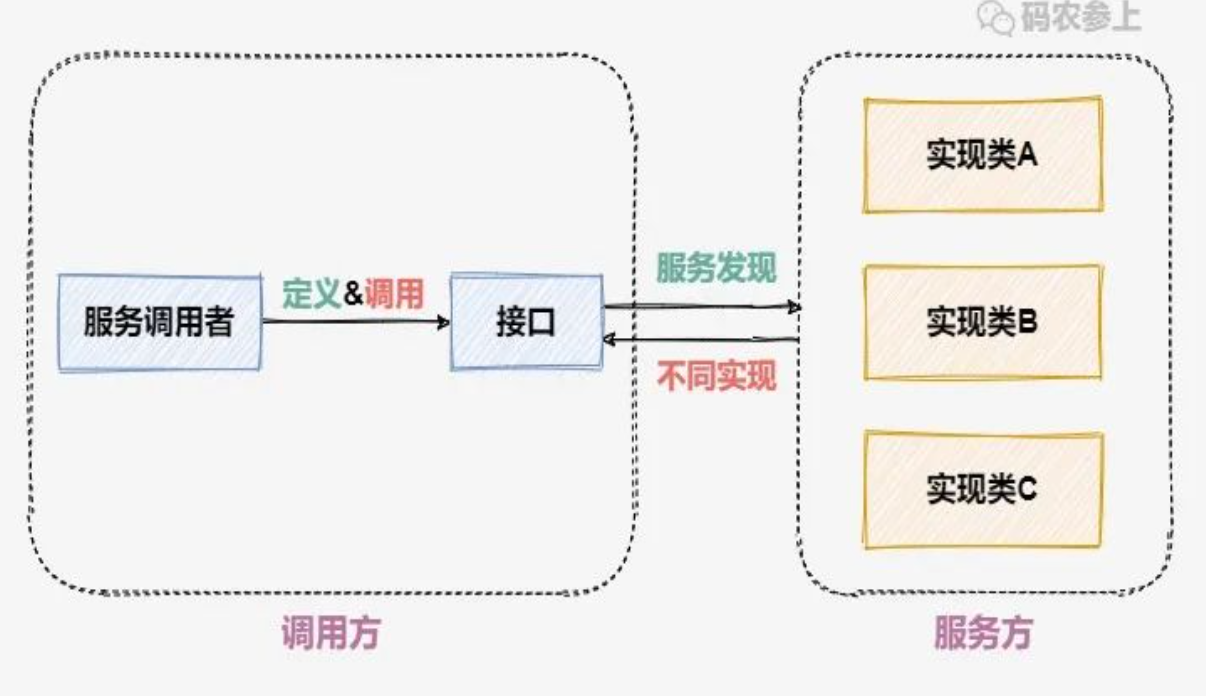 码农参上
实现类A
服务发现
定义&调用
服务调用者
接口
实现类B
不同实现
实现类C
调用方
服务方